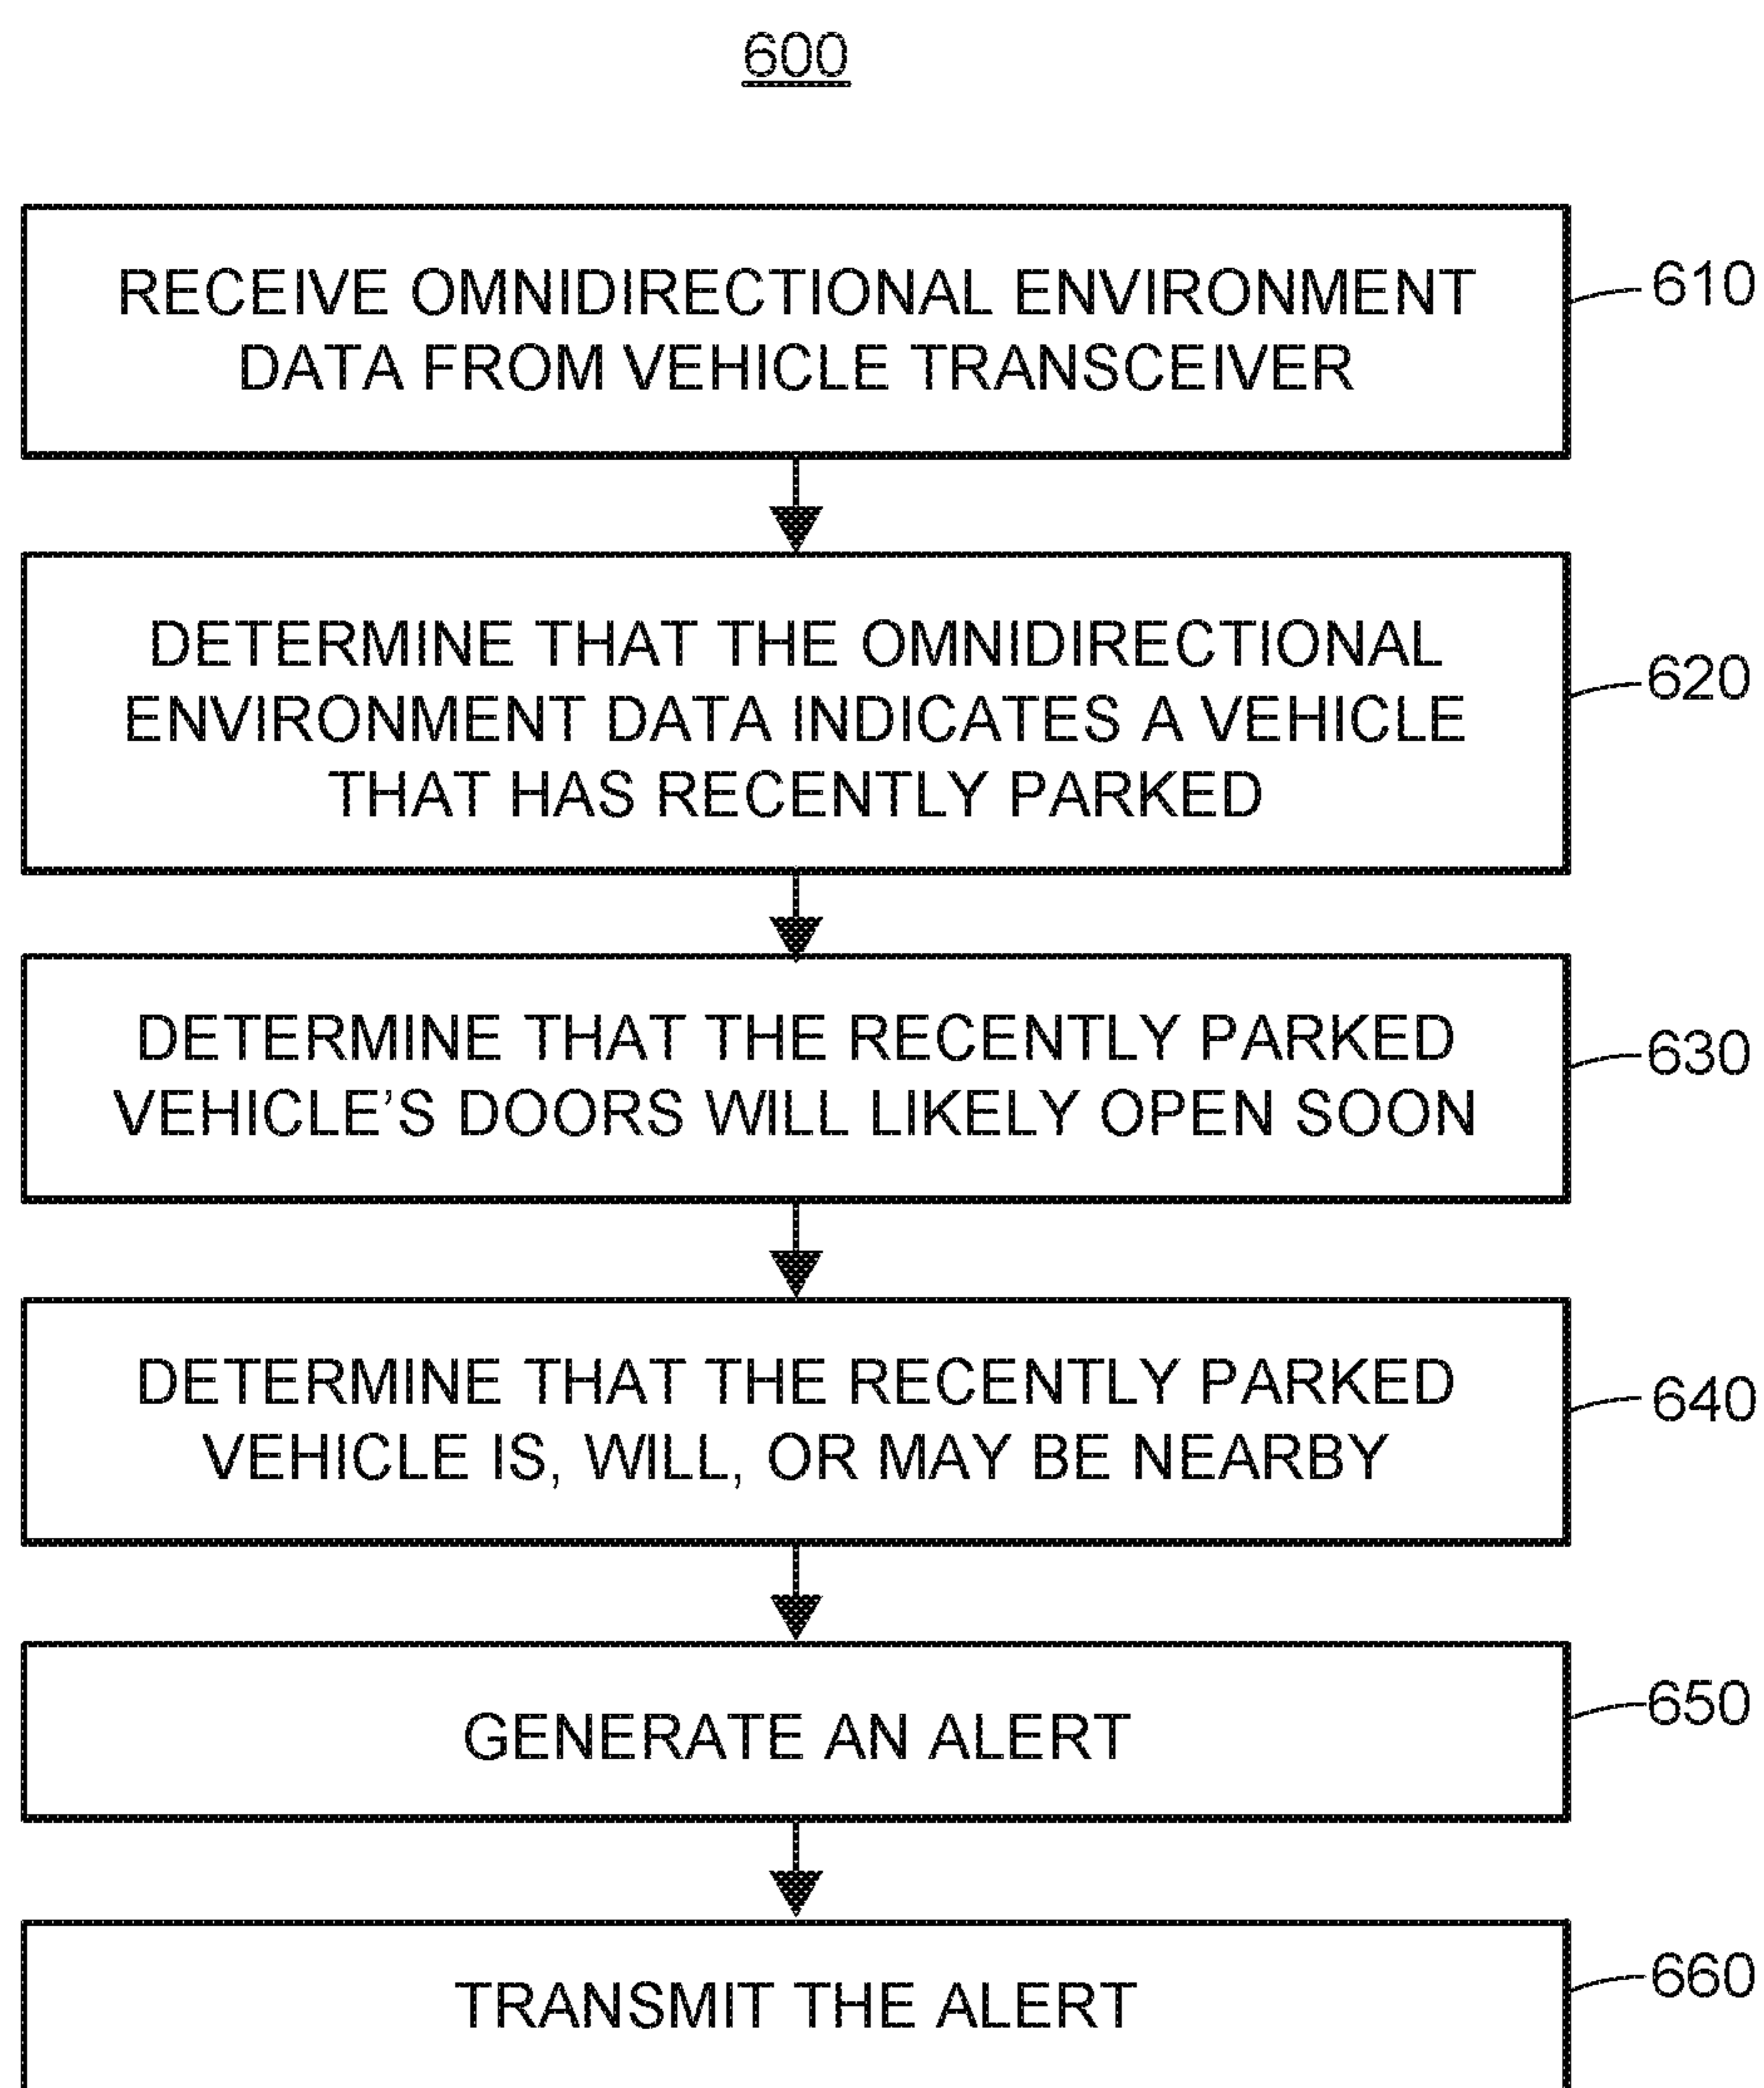 600
RECEIVE OMNIDIRECTIONAL ENVIRONMENT
DATA FROM VEHICLE TRANSCEIVER
610
DETERMINE THAT THE OMNIDIRECTIONAL
ENVIRONMENT DATA INDICATES A VEHICLE
THAT HAS RECENTLY PARKED
620
DETERMINE THAT THE RECENTLY PARKED
VEHICLE'S DOORS WILL LIKELY OPEN SOON
630
DETERMINE THAT THE RECENTLY PARKED
VEHICLE IS, WILL, OR MAY BE NEARBY
640
GENERATE AN ALERT
650
TRANSMIT THE ALERT
660